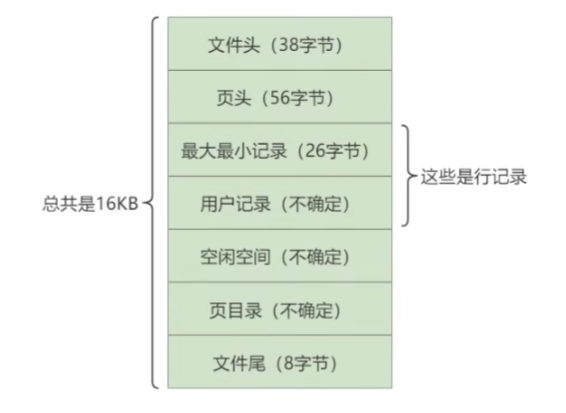 文件头（38字节）
页头（56字节）
最大最小记录（26字节）
这些是行记录
总共是16KB
用户记录（不确定）
空闲空间（不确定）
页目录（不确定）
文件尾（8字节）